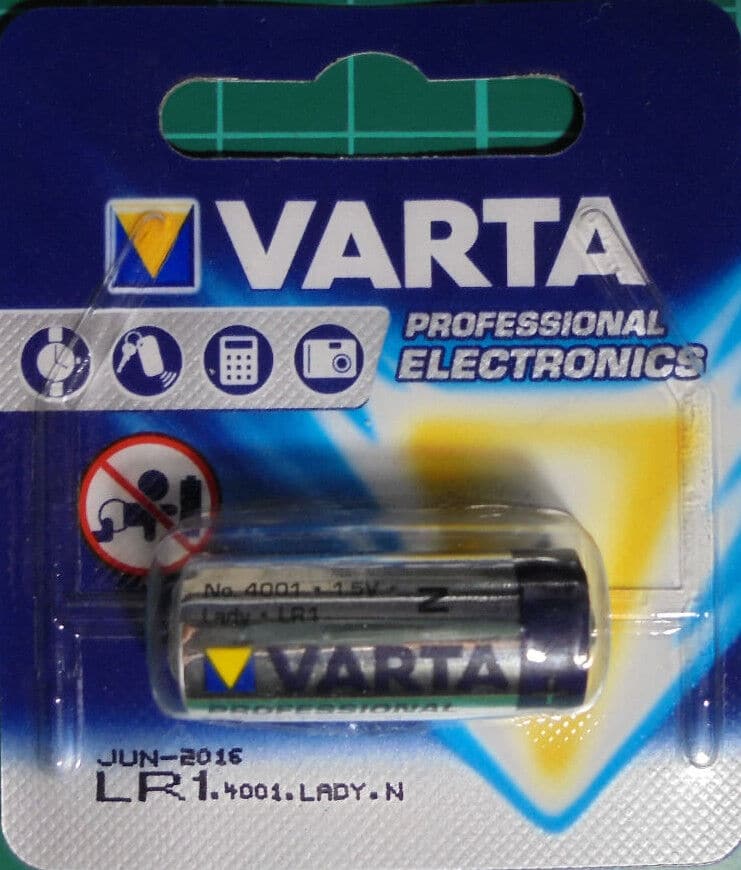 VARTA
PROFESSIONAL
ELECTRONICS
No. 4001 • 1.5V •
Lady • LR1
N
VARTA
PROFESSIONAL
JUN-2016
LR1.4001.LADY.N